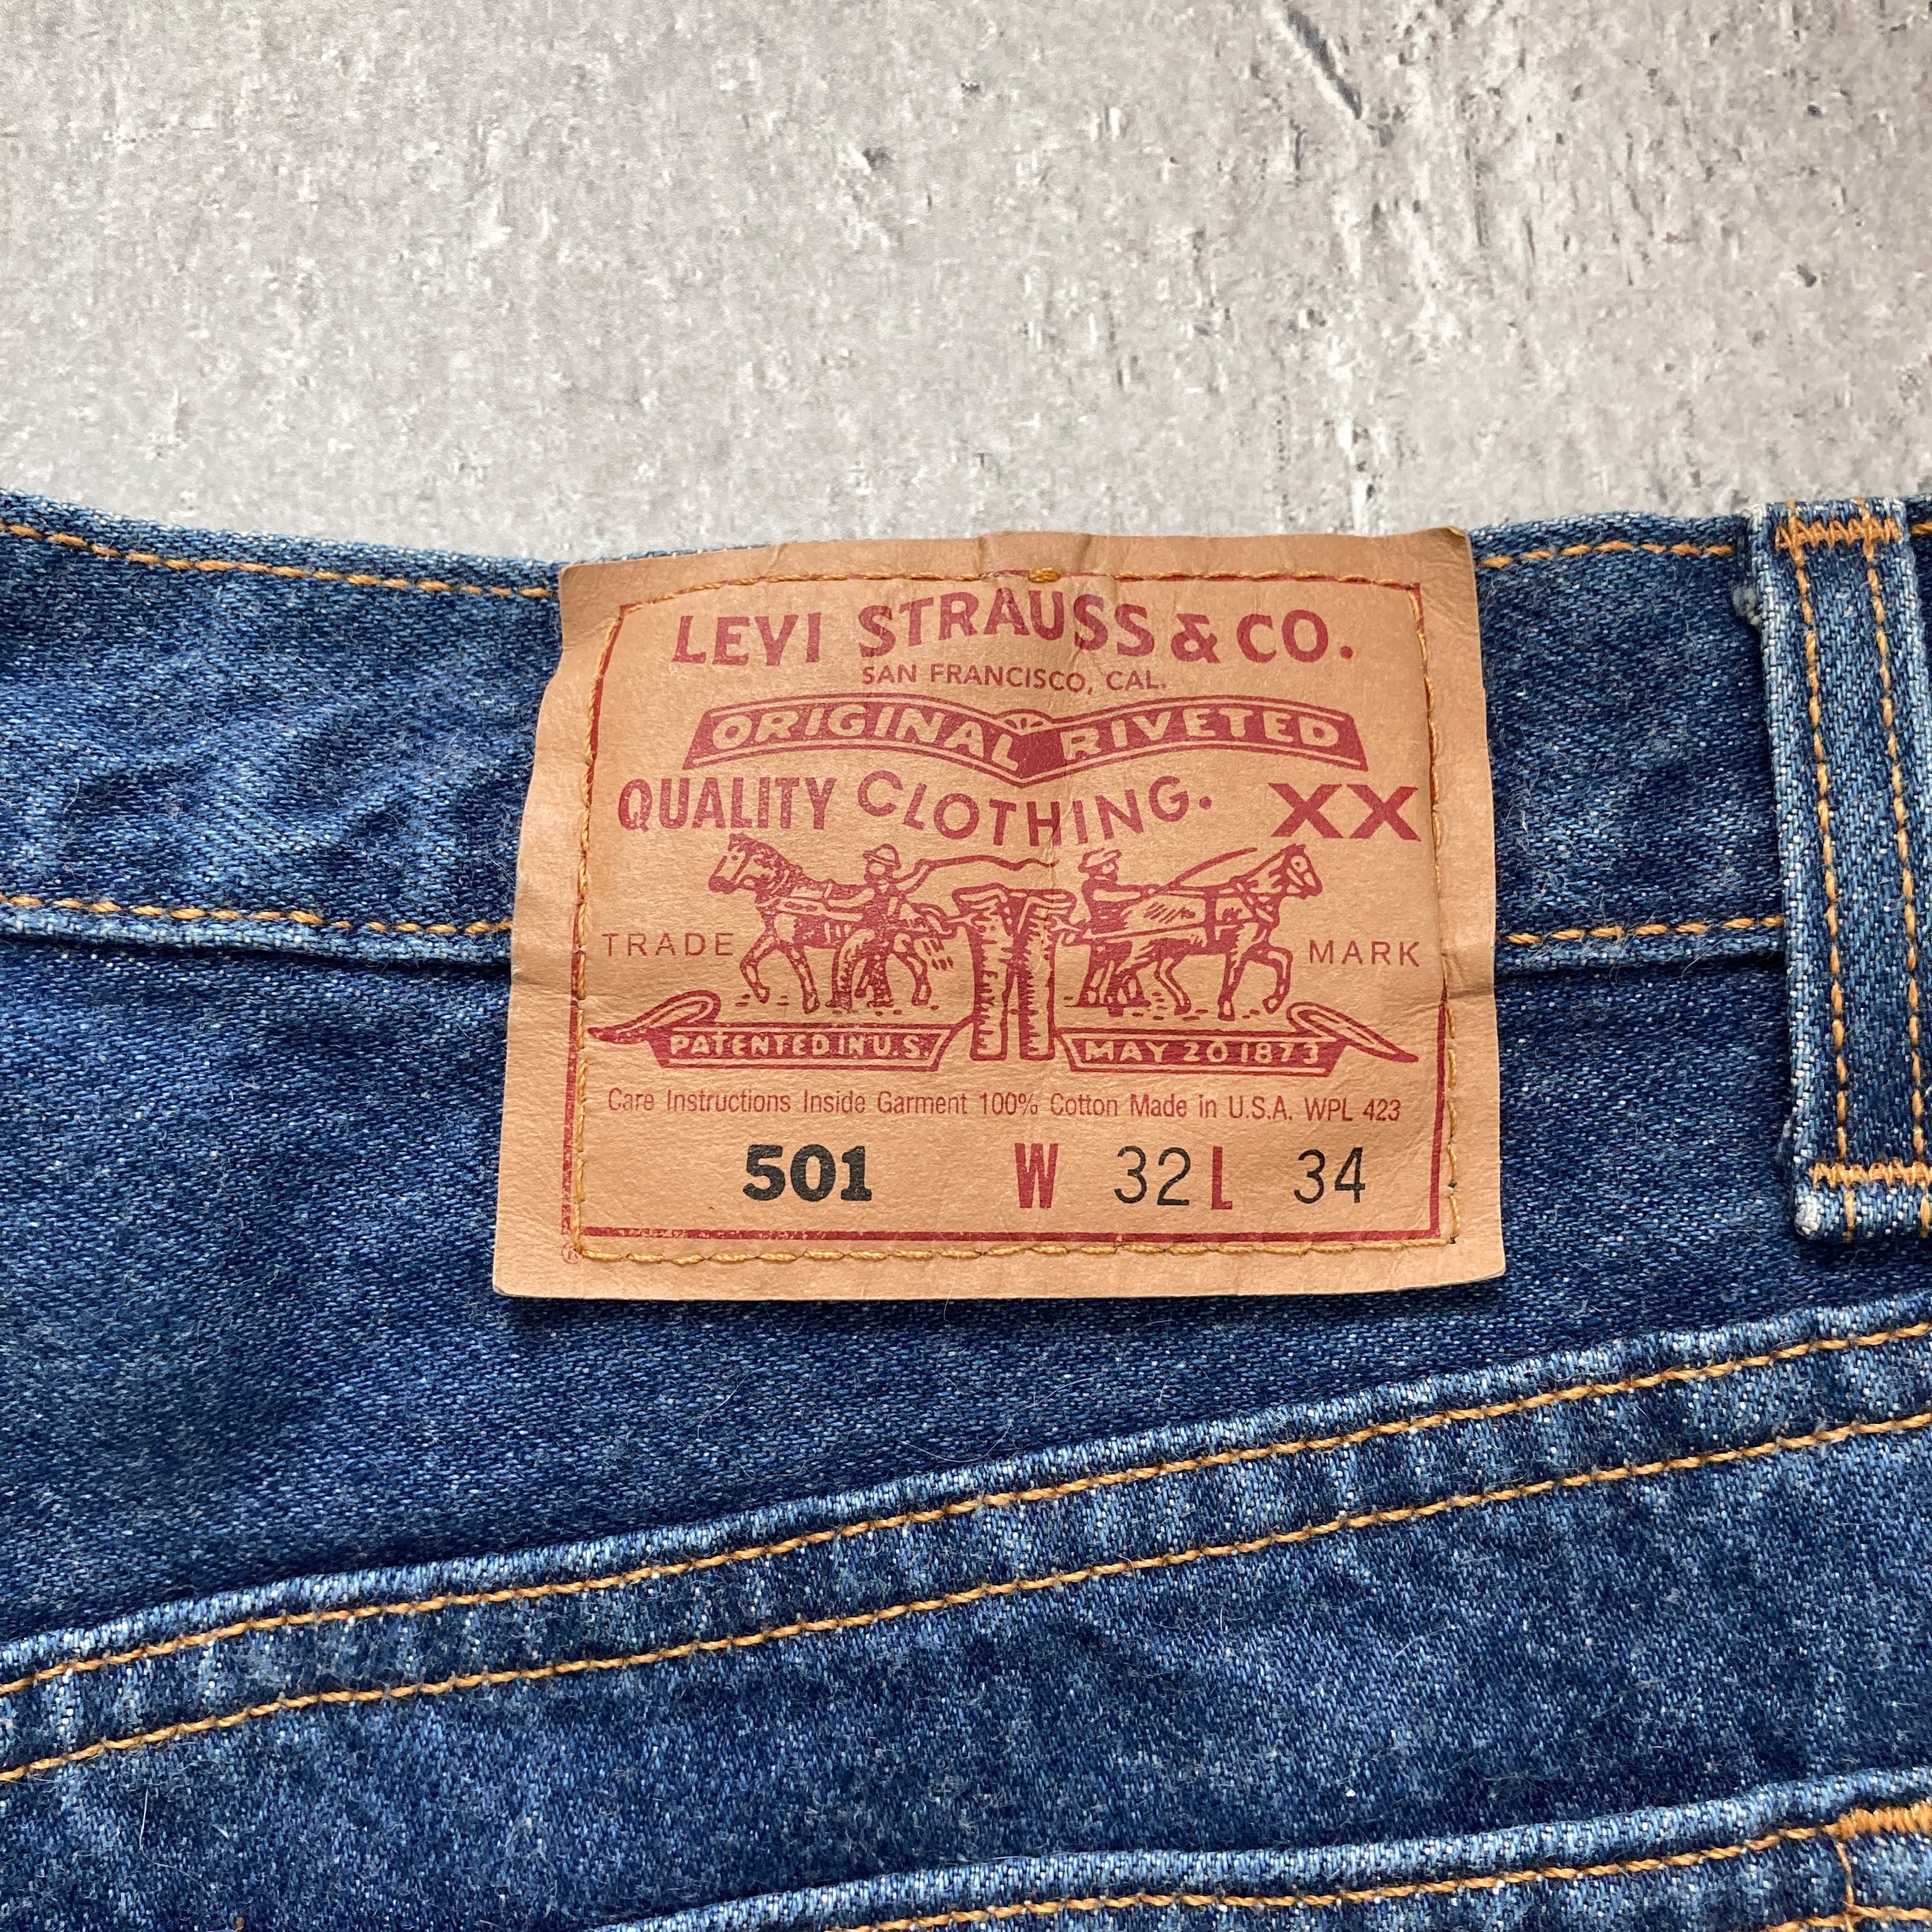 LEVI STRAUSS & CO.
SAN FRANCISCO, CAL.
ORIGINAL RIVETED
QUALITY CLOTHING. XX
TRADE MARK
PATENTED IN U.S. MAY 20 1873
Care Instructions Inside Garment 100% Cotton Made in U.S.A. WPL 423
501 W 32 L 34
®